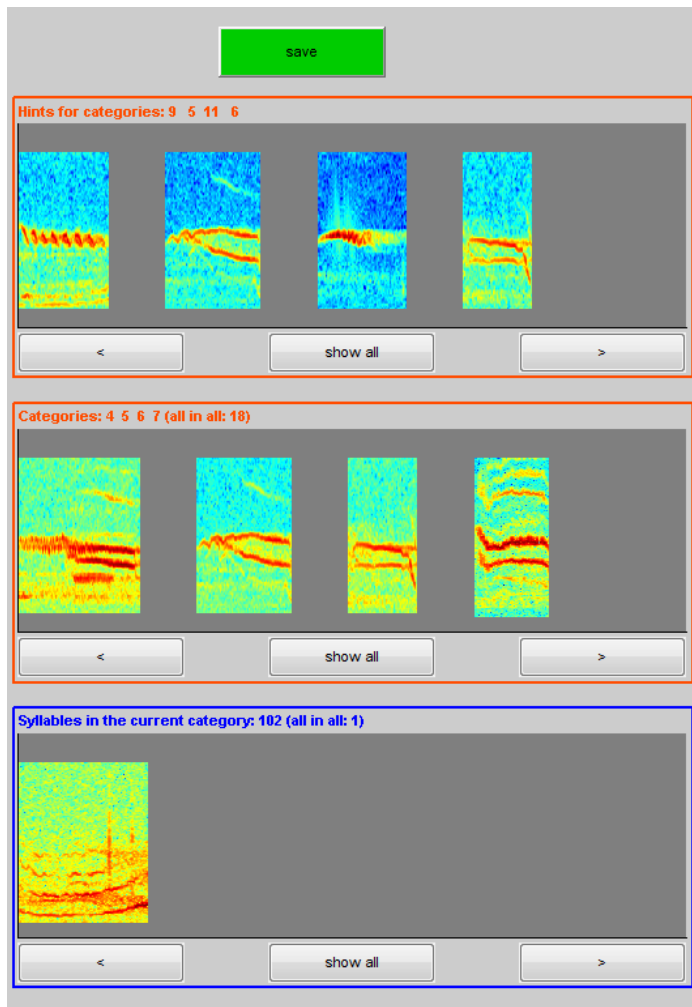 save
Hints for categories: 9 5 11 6
< show all >
Categories: 4 5 6 7 (all in all: 18)
< show all >
Syllables in the current category: 102 (all in all: 1)
< show all >